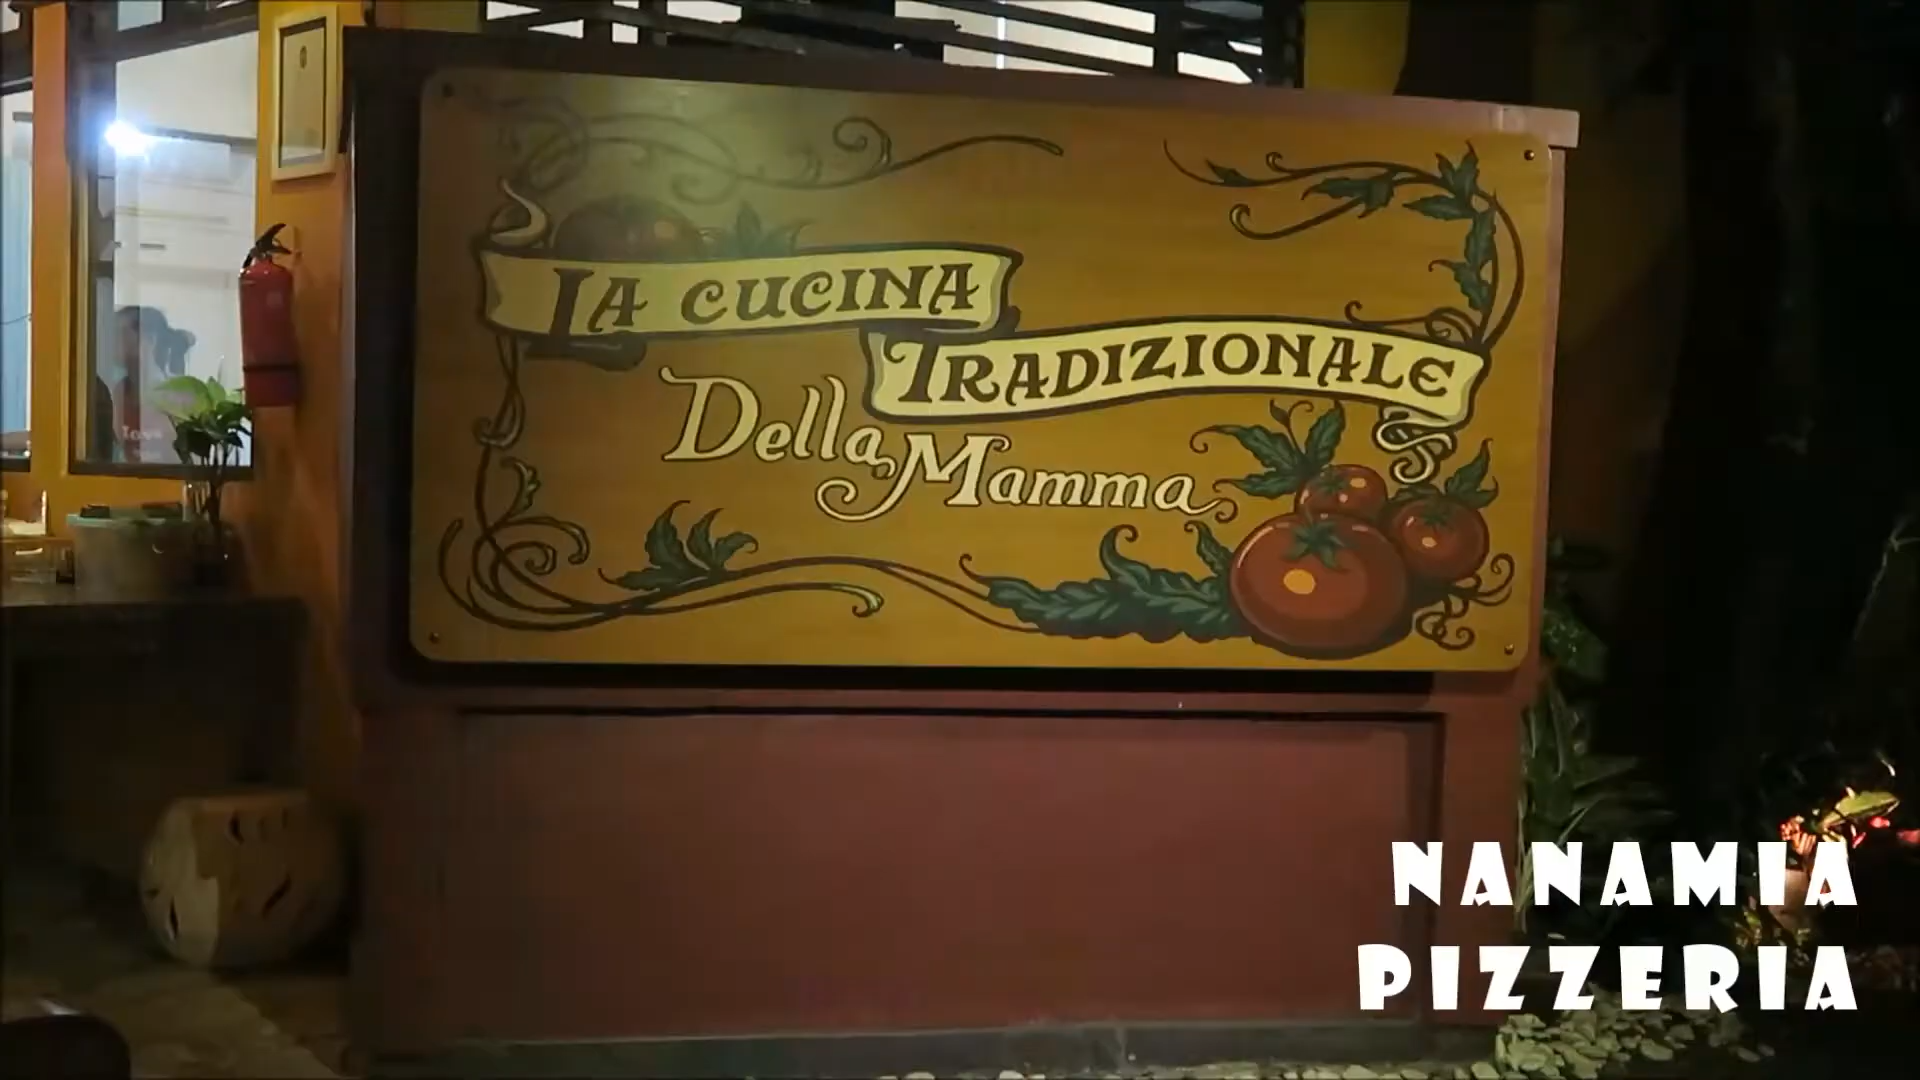 LA CUCINA
TRADIZIONALE
Della Mamma
NANAMIA
PIZZERIA